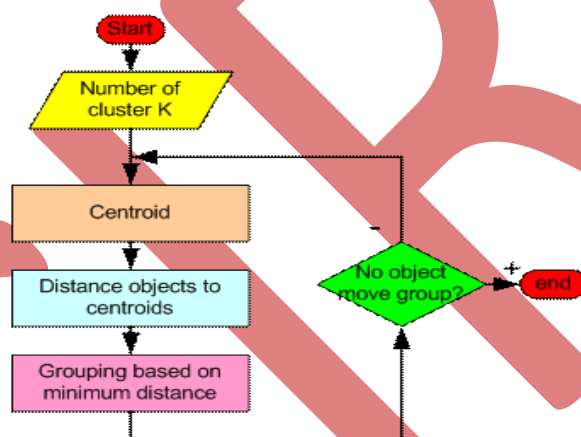 Start
Number of
cluster K
Centroid
-
No object
move group?
+
end
Distance objects to
centroids
Grouping based on
minimum distance